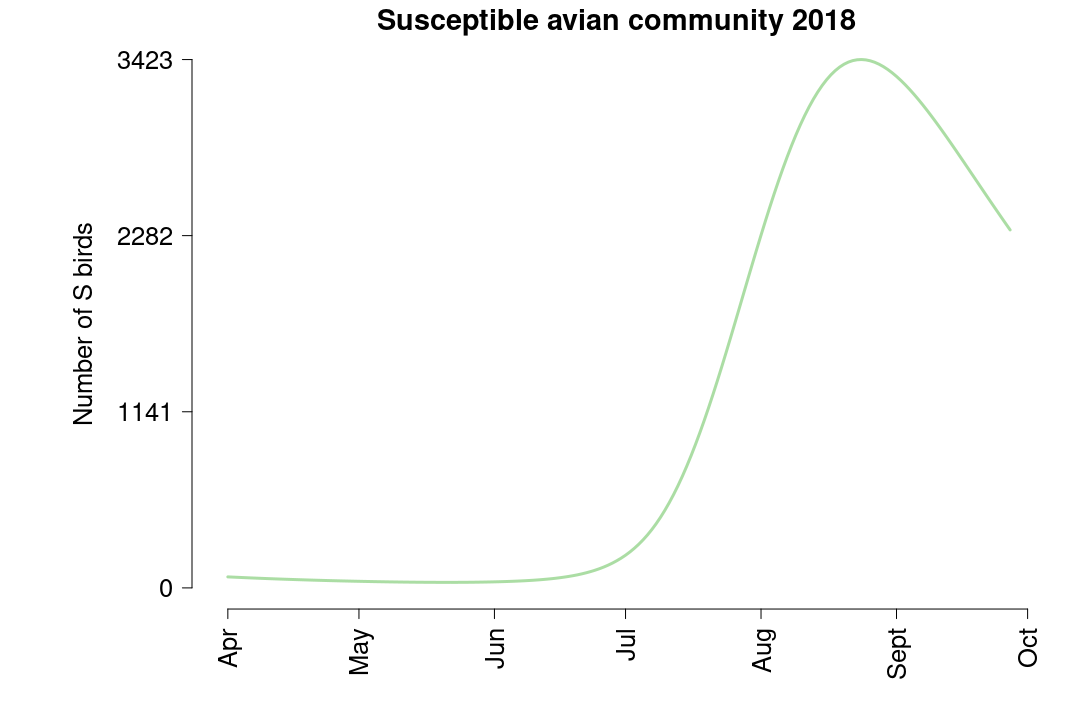 Susceptible avian community 2018
Number of S birds
3423
2282
1141
0
Apr
May
Jun
Jul
Aug
Sept
Oct